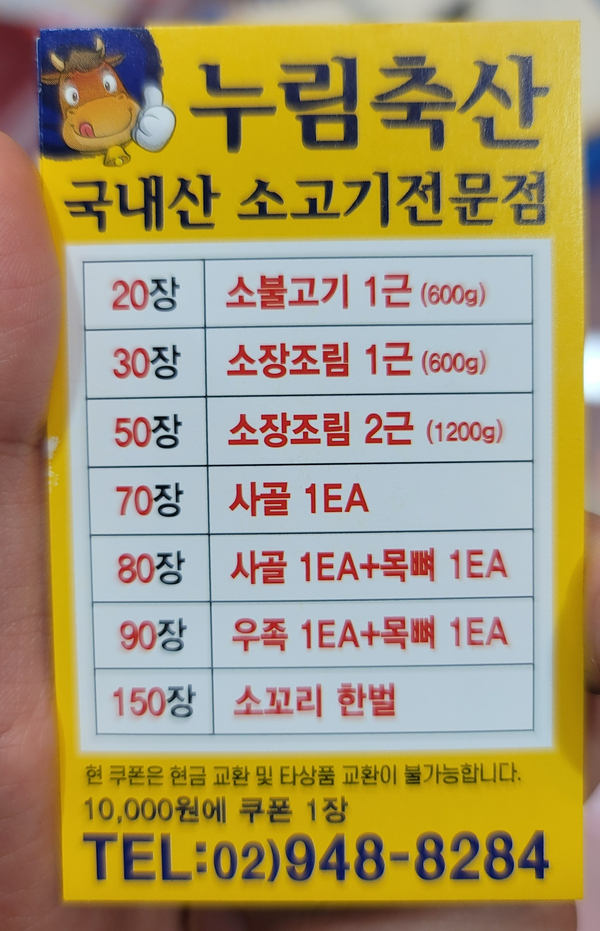 누림축산
국내산 소고기전문점
20장 소불고기 1근 (600g)
30장 소장조림 1근 (600g)
50장 소장조림 2근 (1200g)
70장 사골 1EA
80장 사골 1EA+목뼈 1EA
90장 우족 1EA+목뼈 1EA
150장 소꼬리 한벌
현 쿠폰은 현금 교환 및 타상품 교환이 불가능합니다.
10,000원에 쿠폰 1장
TEL:02)948-8284